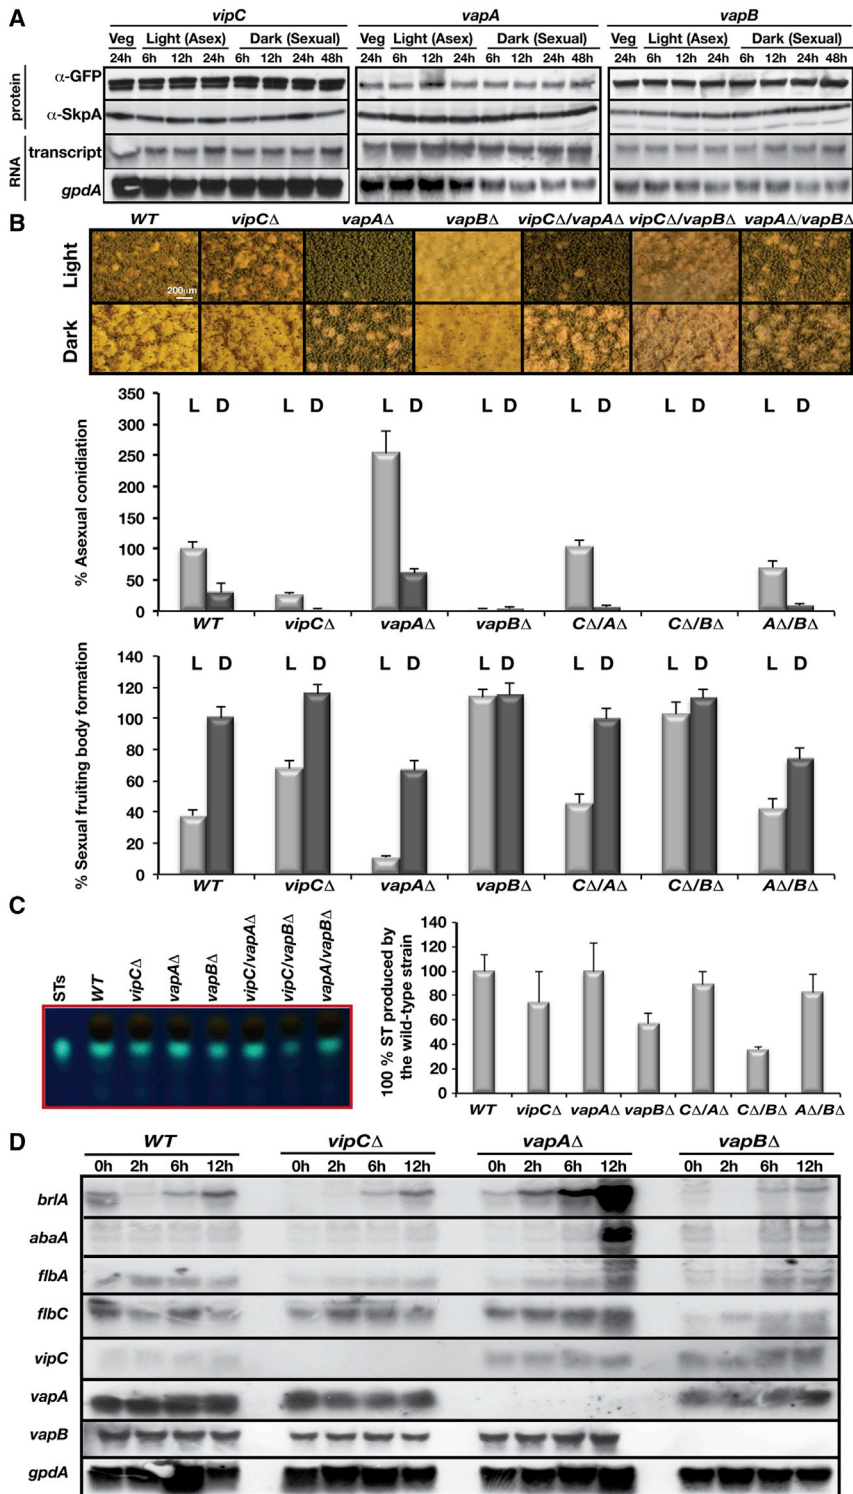 A
vipC vapA vapB
Veg Light (Asex) Dark (Sexual) Veg Light (Asex) Dark (Sexual) Veg Light (Asex) Dark (Sexual)
24h 6h 12h 24h 6h 12h 24h 48h 24h 6h 12h 24h 6h 12h 24h 48h 24h 6h 12h 24h 6h 12h 24h 48h
protein
α-GFP
α-SkpA
RNA
transcript
gpdA
B
WT vipCΔ vapAΔ vapBΔ vipCΔ/vapAΔ vipCΔ/vapBΔ vapAΔ/vapBΔ
Light
200µm
Dark
% Asexual conidiation
350
L D L D L D L D L D L D L D
300
250
200
150
100
50
0
WT vipCΔ vapAΔ vapBΔ CΔ/AΔ CΔ/BΔ AΔ/BΔ
% Sexual fruiting body formation
140
L D L D L D L D L D L D L D
120
100
80
60
40
20
0
WT vipCΔ vapAΔ vapBΔ CΔ/AΔ CΔ/BΔ AΔ/BΔ
C
STs WT vipCΔ vapAΔ vapBΔ vipC/vapAΔ vipC/vapBΔ vapA/vapBΔ
100 % ST produced by
the wild-type strain
140
120
100
80
60
40
20
0
WT vipCΔ vapAΔ vapBΔ CΔ/AΔ CΔ/BΔ AΔ/BΔ
D
WT vipCΔ vapAΔ vapBΔ
0h 2h 6h 12h 0h 2h 6h 12h 0h 2h 6h 12h 0h 2h 6h 12h
brlA
abaA
flbA
flbC
vipC
vapA
vapB
gpdA